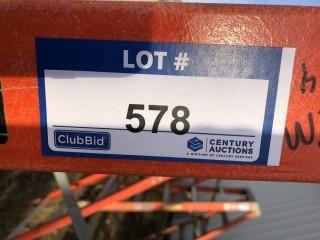 LOT #
578
ClubBid
CENTURY
AUCTIONS
A DIVISION OF CENTURY SERVICES